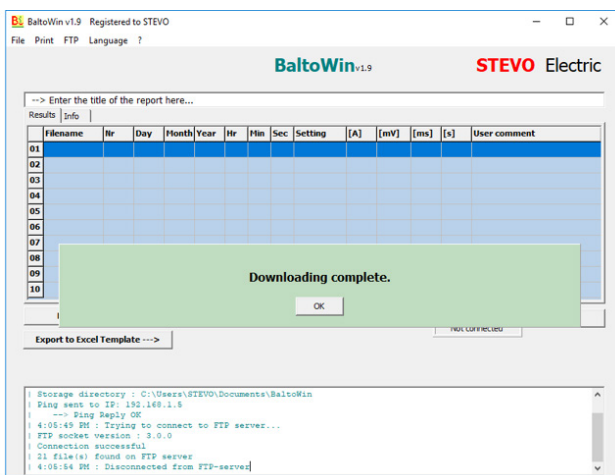 BaltoWin v1.9 Registered to STEVO
File Print FTP Language ?
BaltoWin v1.9
STEVO Electric
--> Enter the title of the report here...
Results Info
Filename Nr Day Month Year Hr Min Sec Setting [A] [mV] [ms] [s] User comment
01
02
03
04
05
06
07
08
09
10
Downloading complete.
OK
Not connected
Export to Excel Template --->
| Storage directory : C:\Users\STEVO\Documents\BaltoWin
| Ping sent to IP: 192.168.1.5
| --> Ping Reply OK
| 4:05:49 PM : Trying to connect to FTP server...
| FTP socket version : 3.0.0
| Connection successful
| 21 file(s) found on FTP server
| 4:05:54 PM : Disconnected from FTP-server